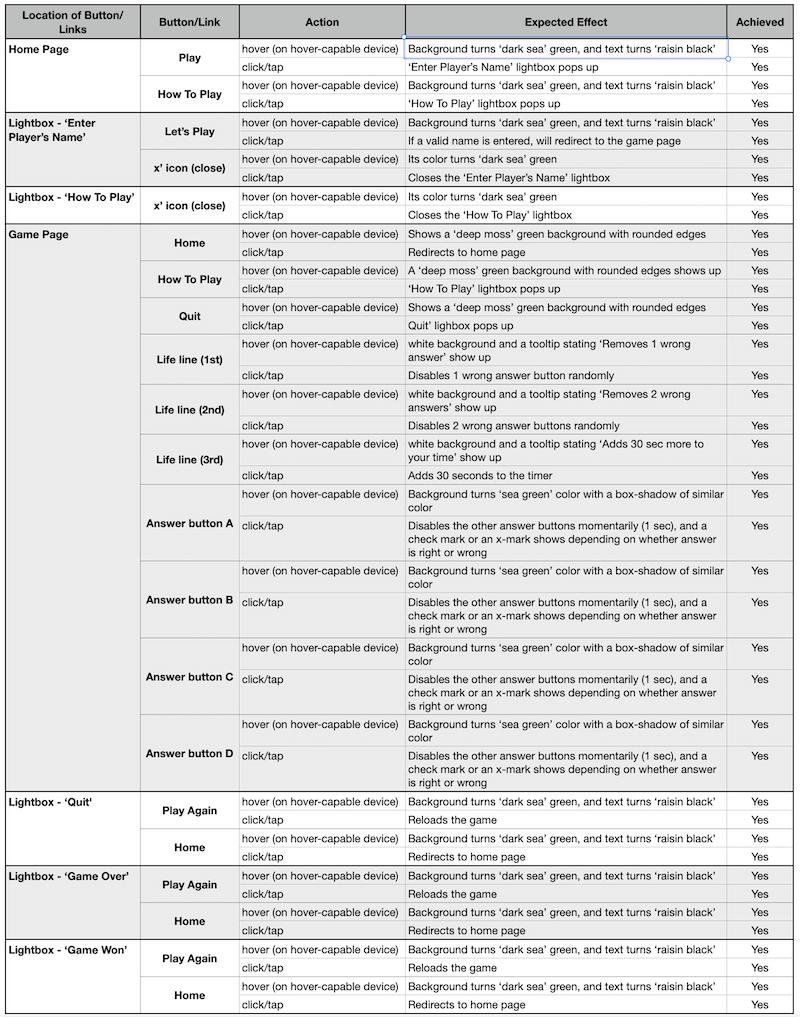 Location of Button/ Button/Link Action Expected Effect Achieved
Links
Home Page Play hover (on hover-capable device) Background turns ‘dark sea’ green, and text turns ‘raisin black’ Yes
click/tap ‘Enter Player’s Name’ lightbox pops up Yes
How To Play hover (on hover-capable device) Background turns ‘dark sea’ green, and text turns ‘raisin black’ Yes
click/tap ‘How To Play’ lightbox pops up Yes
Lightbox - ‘Enter Let’s Play hover (on hover-capable device) Background turns ‘dark sea’ green, and text turns ‘raisin black’ Yes
Player’s Name’ click/tap If a valid name is entered, will redirect to the game page Yes
x’ icon (close) hover (on hover-capable device) Its color turns ‘dark sea’ green Yes
click/tap Closes the ‘Enter Player’s Name’ lightbox Yes
Lightbox - ‘How To Play’ x’ icon (close) hover (on hover-capable device) Its color turns ‘dark sea’ green Yes
click/tap Closes the ‘How To Play’ lightbox Yes
Game Page Home hover (on hover-capable device) Shows a ‘deep moss’ green background with rounded edges Yes
click/tap Redirects to home page Yes
How To Play hover (on hover-capable device) A ‘deep moss’ green background with rounded edges shows up Yes
click/tap ‘How To Play’ lightbox pops up Yes
Quit hover (on hover-capable device) Shows a ‘deep moss’ green background with rounded edges Yes
click/tap Quit’ lighbox pops up Yes
Life line (1st) hover (on hover-capable device) white background and a tooltip stating ‘Removes 1 wrong Yes
answer’ show up
click/tap Disables 1 wrong answer button randomly Yes
Life line (2nd) hover (on hover-capable device) white background and a tooltip stating ‘Removes 2 wrong Yes
answers’ show up
click/tap Disables 2 wrong answer buttons randomly Yes
Life line (3rd) hover (on hover-capable device) white background and a tooltip stating ‘Adds 30 sec more to Yes
your time’ show up
click/tap Adds 30 seconds to the timer Yes
Answer button A hover (on hover-capable device) Background turns ‘sea green’ color with a box-shadow of similar Yes
color
click/tap Disables the other answer buttons momentarily (1 sec), and a Yes
check mark or an x-mark shows depending on whether answer
is right or wrong
Answer button B hover (on hover-capable device) Background turns ‘sea green’ color with a box-shadow of similar Yes
color
click/tap Disables the other answer buttons momentarily (1 sec), and a Yes
check mark or an x-mark shows depending on whether answer
is right or wrong
Answer button C hover (on hover-capable device) Background turns ‘sea green’ color with a box-shadow of similar Yes
color
click/tap Disables the other answer buttons momentarily (1 sec), and a Yes
check mark or an x-mark shows depending on whether answer
is right or wrong
Answer button D hover (on hover-capable device) Background turns ‘sea green’ color with a box-shadow of similar Yes
color
click/tap Disables the other answer buttons momentarily (1 sec), and a Yes
check mark or an x-mark shows depending on whether answer
is right or wrong
Lightbox - ‘Quit' Play Again hover (on hover-capable device) Background turns ‘dark sea’ green, and text turns ‘raisin black’ Yes
click/tap Reloads the game Yes
Home hover (on hover-capable device) Background turns ‘dark sea’ green, and text turns ‘raisin black’ Yes
click/tap Redirects to home page Yes
Lightbox - ‘Game Over’ Play Again hover (on hover-capable device) Background turns ‘dark sea’ green, and text turns ‘raisin black’ Yes
click/tap Reloads the game Yes
Home hover (on hover-capable device) Background turns ‘dark sea’ green, and text turns ‘raisin black’ Yes
click/tap Redirects to home page Yes
Lightbox - ‘Game Won’ Play Again hover (on hover-capable device) Background turns ‘dark sea’ green, and text turns ‘raisin black’ Yes
click/tap Reloads the game Yes
Home hover (on hover-capable device) Background turns ‘dark sea’ green, and text turns ‘raisin black’ Yes
click/tap Redirects to home page Yes